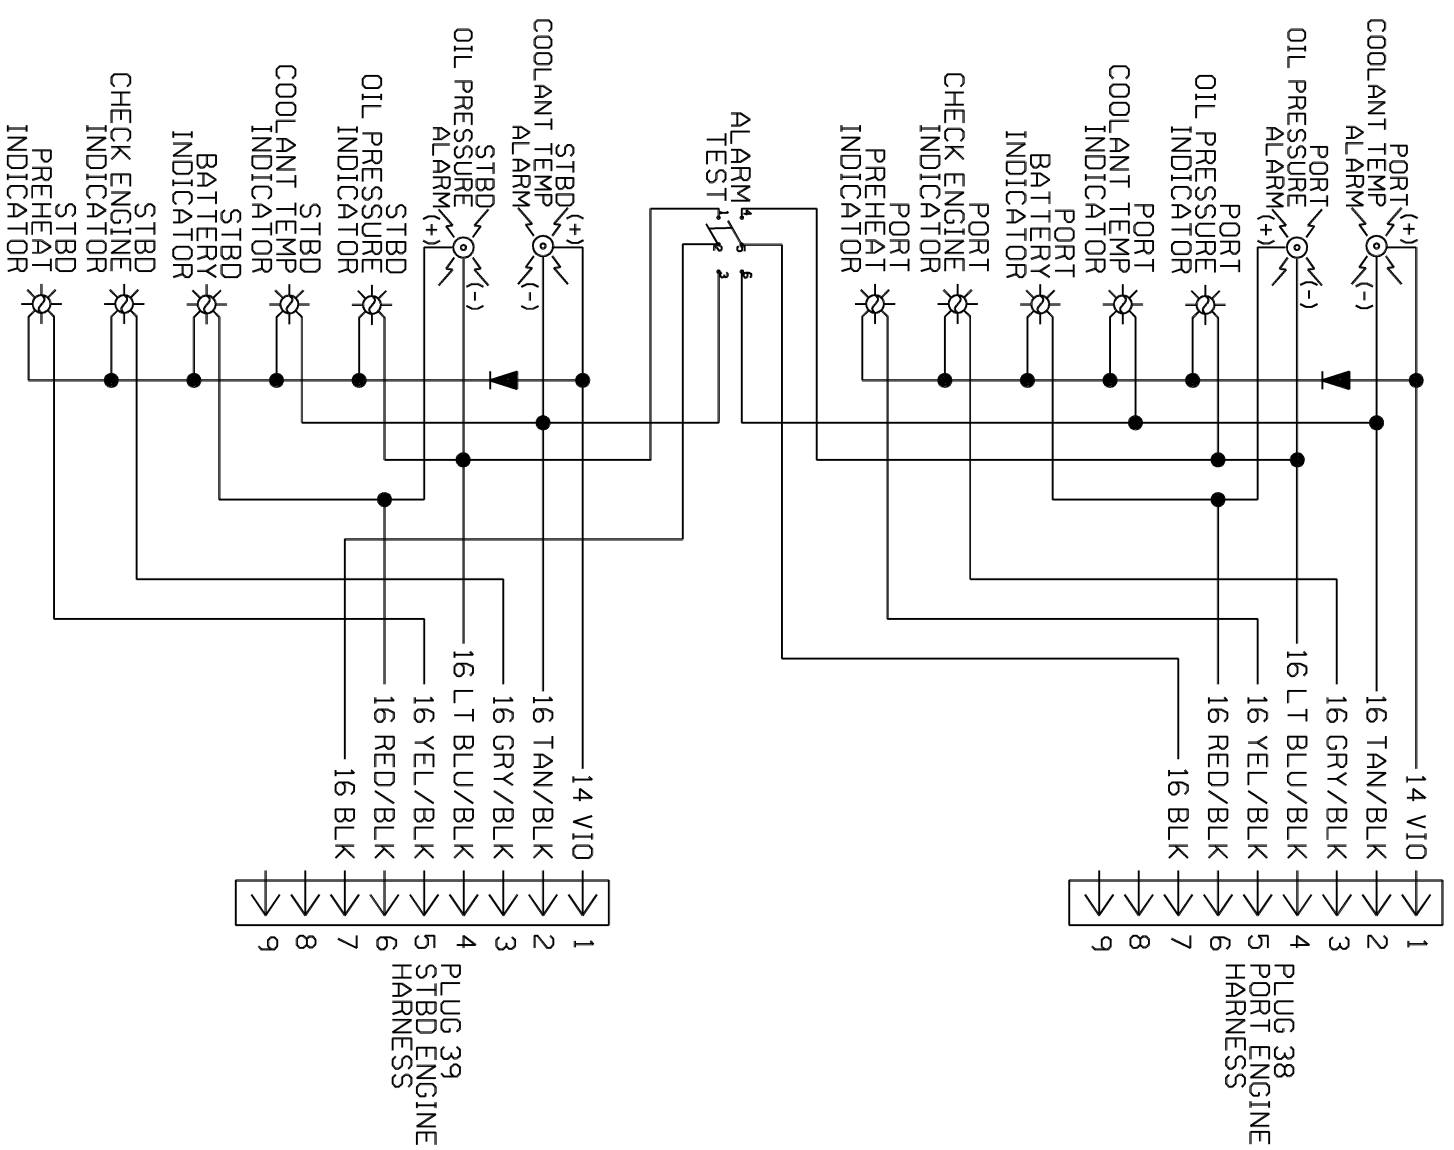 PORT
COOLANT TEMP
ALARM
(+)
(-)
PORT
OIL PRESSURE
ALARM
(-)
(+)
PORT
OIL PRESSURE
INDICATOR
PORT
COOLANT TEMP
INDICATOR
PORT
BATTERY
INDICATOR
PORT
CHECK ENGINE
INDICATOR
PORT
PREHEAT
INDICATOR
14 VIO
16 TAN/BLK
16 GRY/BLK
16 LT BLU/BLK
16 YEL/BLK
16 RED/BLK
16 BLK
1
2
3
4
5
6
7
8
9
PLUG 38
PORT ENGINE
HARNESS
ALARM
TEST
4
5
6
1
2
3
STBD
COOLANT TEMP
ALARM
(+)
(-)
STBD
OIL PRESSURE
ALARM
(-)
(+)
STBD
OIL PRESSURE
INDICATOR
STBD
COOLANT TEMP
INDICATOR
STBD
BATTERY
INDICATOR
STBD
CHECK ENGINE
INDICATOR
STBD
PREHEAT
INDICATOR
14 VIO
16 TAN/BLK
16 GRY/BLK
16 LT BLU/BLK
16 YEL/BLK
16 RED/BLK
16 BLK
1
2
3
4
5
6
7
8
9
PLUG 39
STBD ENGINE
HARNESS